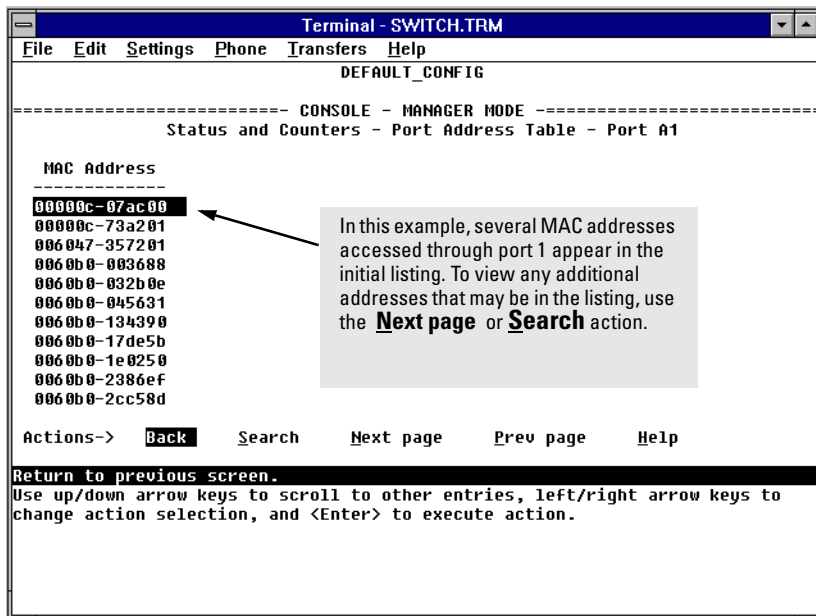 Terminal - SWITCH.TRM
File Edit Settings Phone Transfers Help
DEFAULT_CONFIG
==========================- CONSOLE - MANAGER MODE -===========================
Status and Counters - Port Address Table - Port A1
MAC Address
-------------
00000c-07ac00
00000c-73a201
006047-357201
0060b0-003688
0060b0-032b0e
0060b0-045631
0060b0-134390
0060b0-17de5b
0060b0-1e0250
0060b0-2386ef
0060b0-2cc58d
In this example, several MAC addresses
accessed through port 1 appear in the
initial listing. To view any additional
addresses that may be in the listing, use
the Next page or Search action.
Actions-> Back Search Next page Prev page Help
Return to previous screen.
Use up/down arrow keys to scroll to other entries, left/right arrow keys to
change action selection, and <Enter> to execute action.